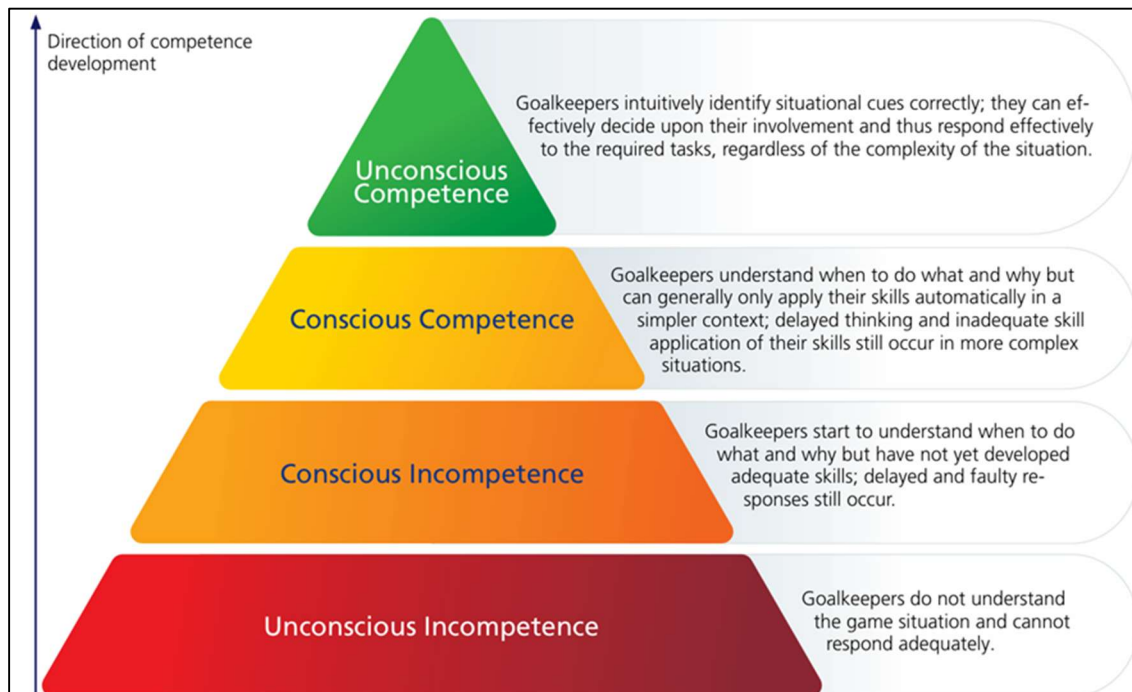 Direction of competence
development
Unconscious
Competence
Goalkeepers intuitively identify situational cues correctly; they can ef-
fectively decide upon their involvement and thus respond effectively
to the required tasks, regardless of the complexity of the situation.
Conscious Competence
Goalkeepers understand when to do what and why but
can generally only apply their skills automatically in a
simpler context; delayed thinking and inadequate skill
application of their skills still occur in more complex
situations.
Conscious Incompetence
Goalkeepers start to understand when to do
what and why but have not yet developed
adequate skills; delayed and faulty re-
sponses still occur.
Unconscious Incompetence
Goalkeepers do not understand
the game situation and cannot
respond adequately.